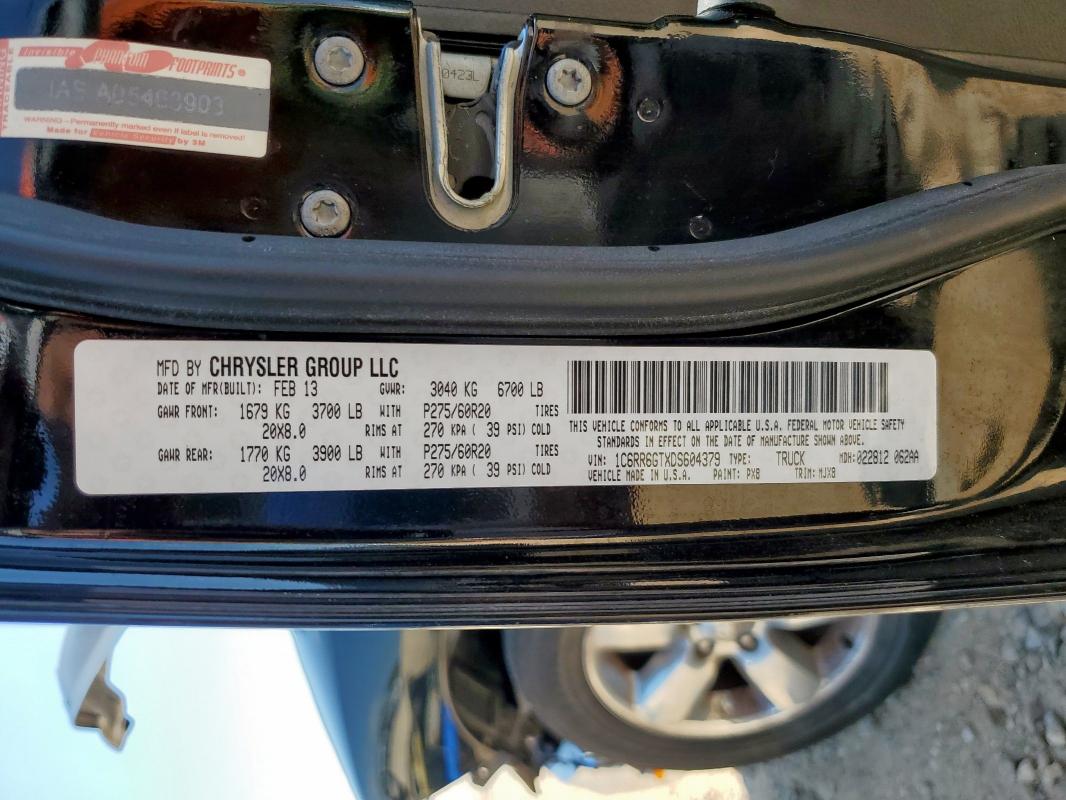 TRACEABLE
Invisible PHANTOM FOOTPRINTS®
IAS AD5463903
WARNING - Permanently marked even if label is removed!
Made for Vehicle Security by 3M
0423L
MFD BY CHRYSLER GROUP LLC
DATE OF MFR(BUILT): FEB 13 GVWR: 3040 KG 6700 LB
GAWR FRONT: 1679 KG 3700 LB WITH P275/60R20 TIRES
20X8.0 RIMS AT 270 KPA ( 39 PSI) COLD
GAWR REAR: 1770 KG 3900 LB WITH P275/60R20 TIRES
20X8.0 RIMS AT 270 KPA ( 39 PSI) COLD
THIS VEHICLE CONFORMS TO ALL APPLICABLE U.S.A. FEDERAL MOTOR VEHICLE SAFETY
STANDARDS IN EFFECT ON THE DATE OF MANUFACTURE SHOWN ABOVE.
VIN: 1C6RR6GTXDS604379 TYPE: TRUCK MDH:022812 062AA
VEHICLE MADE IN U.S.A. PAINT: PX8 TRIM: MJX8